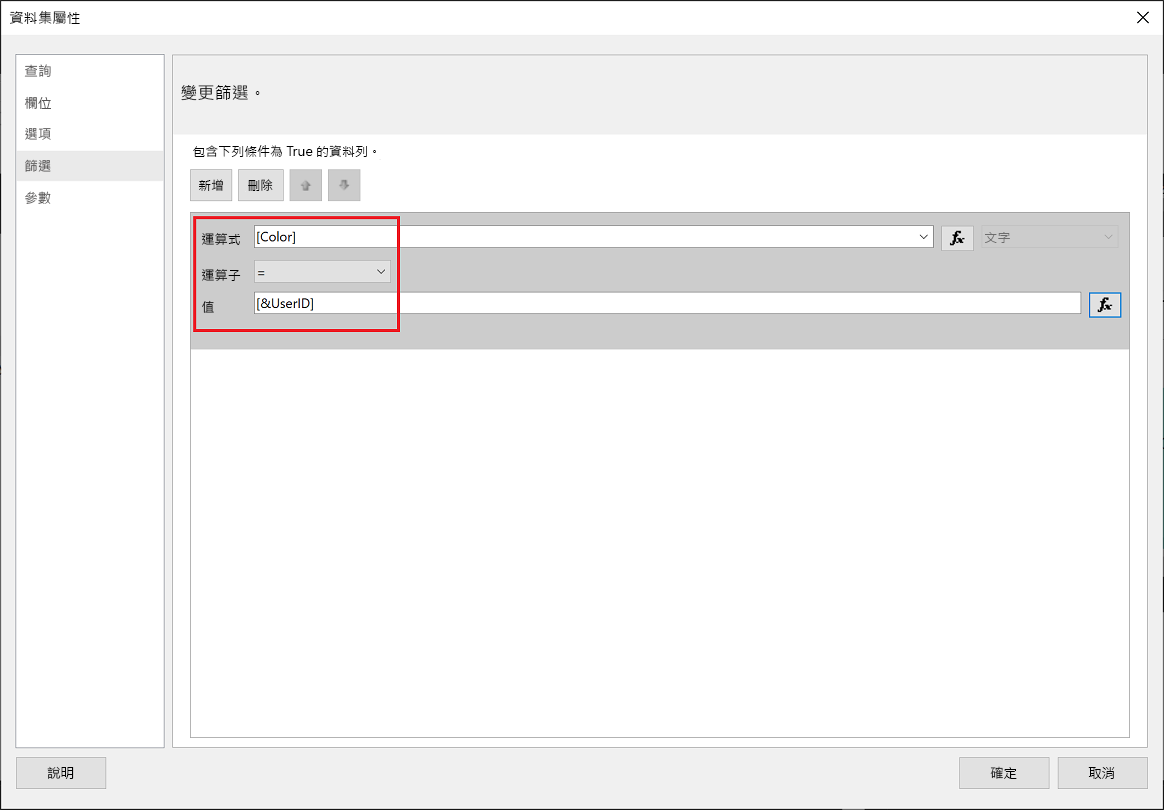 資料集屬性
查詢
欄位
選項
篩選
參數
變更篩選。
包含下列條件為 True 的資料列。
新增 刪除
運算式 [Color] fx 文字
運算子 =
值 [&UserID] fx
說明 確定 取消